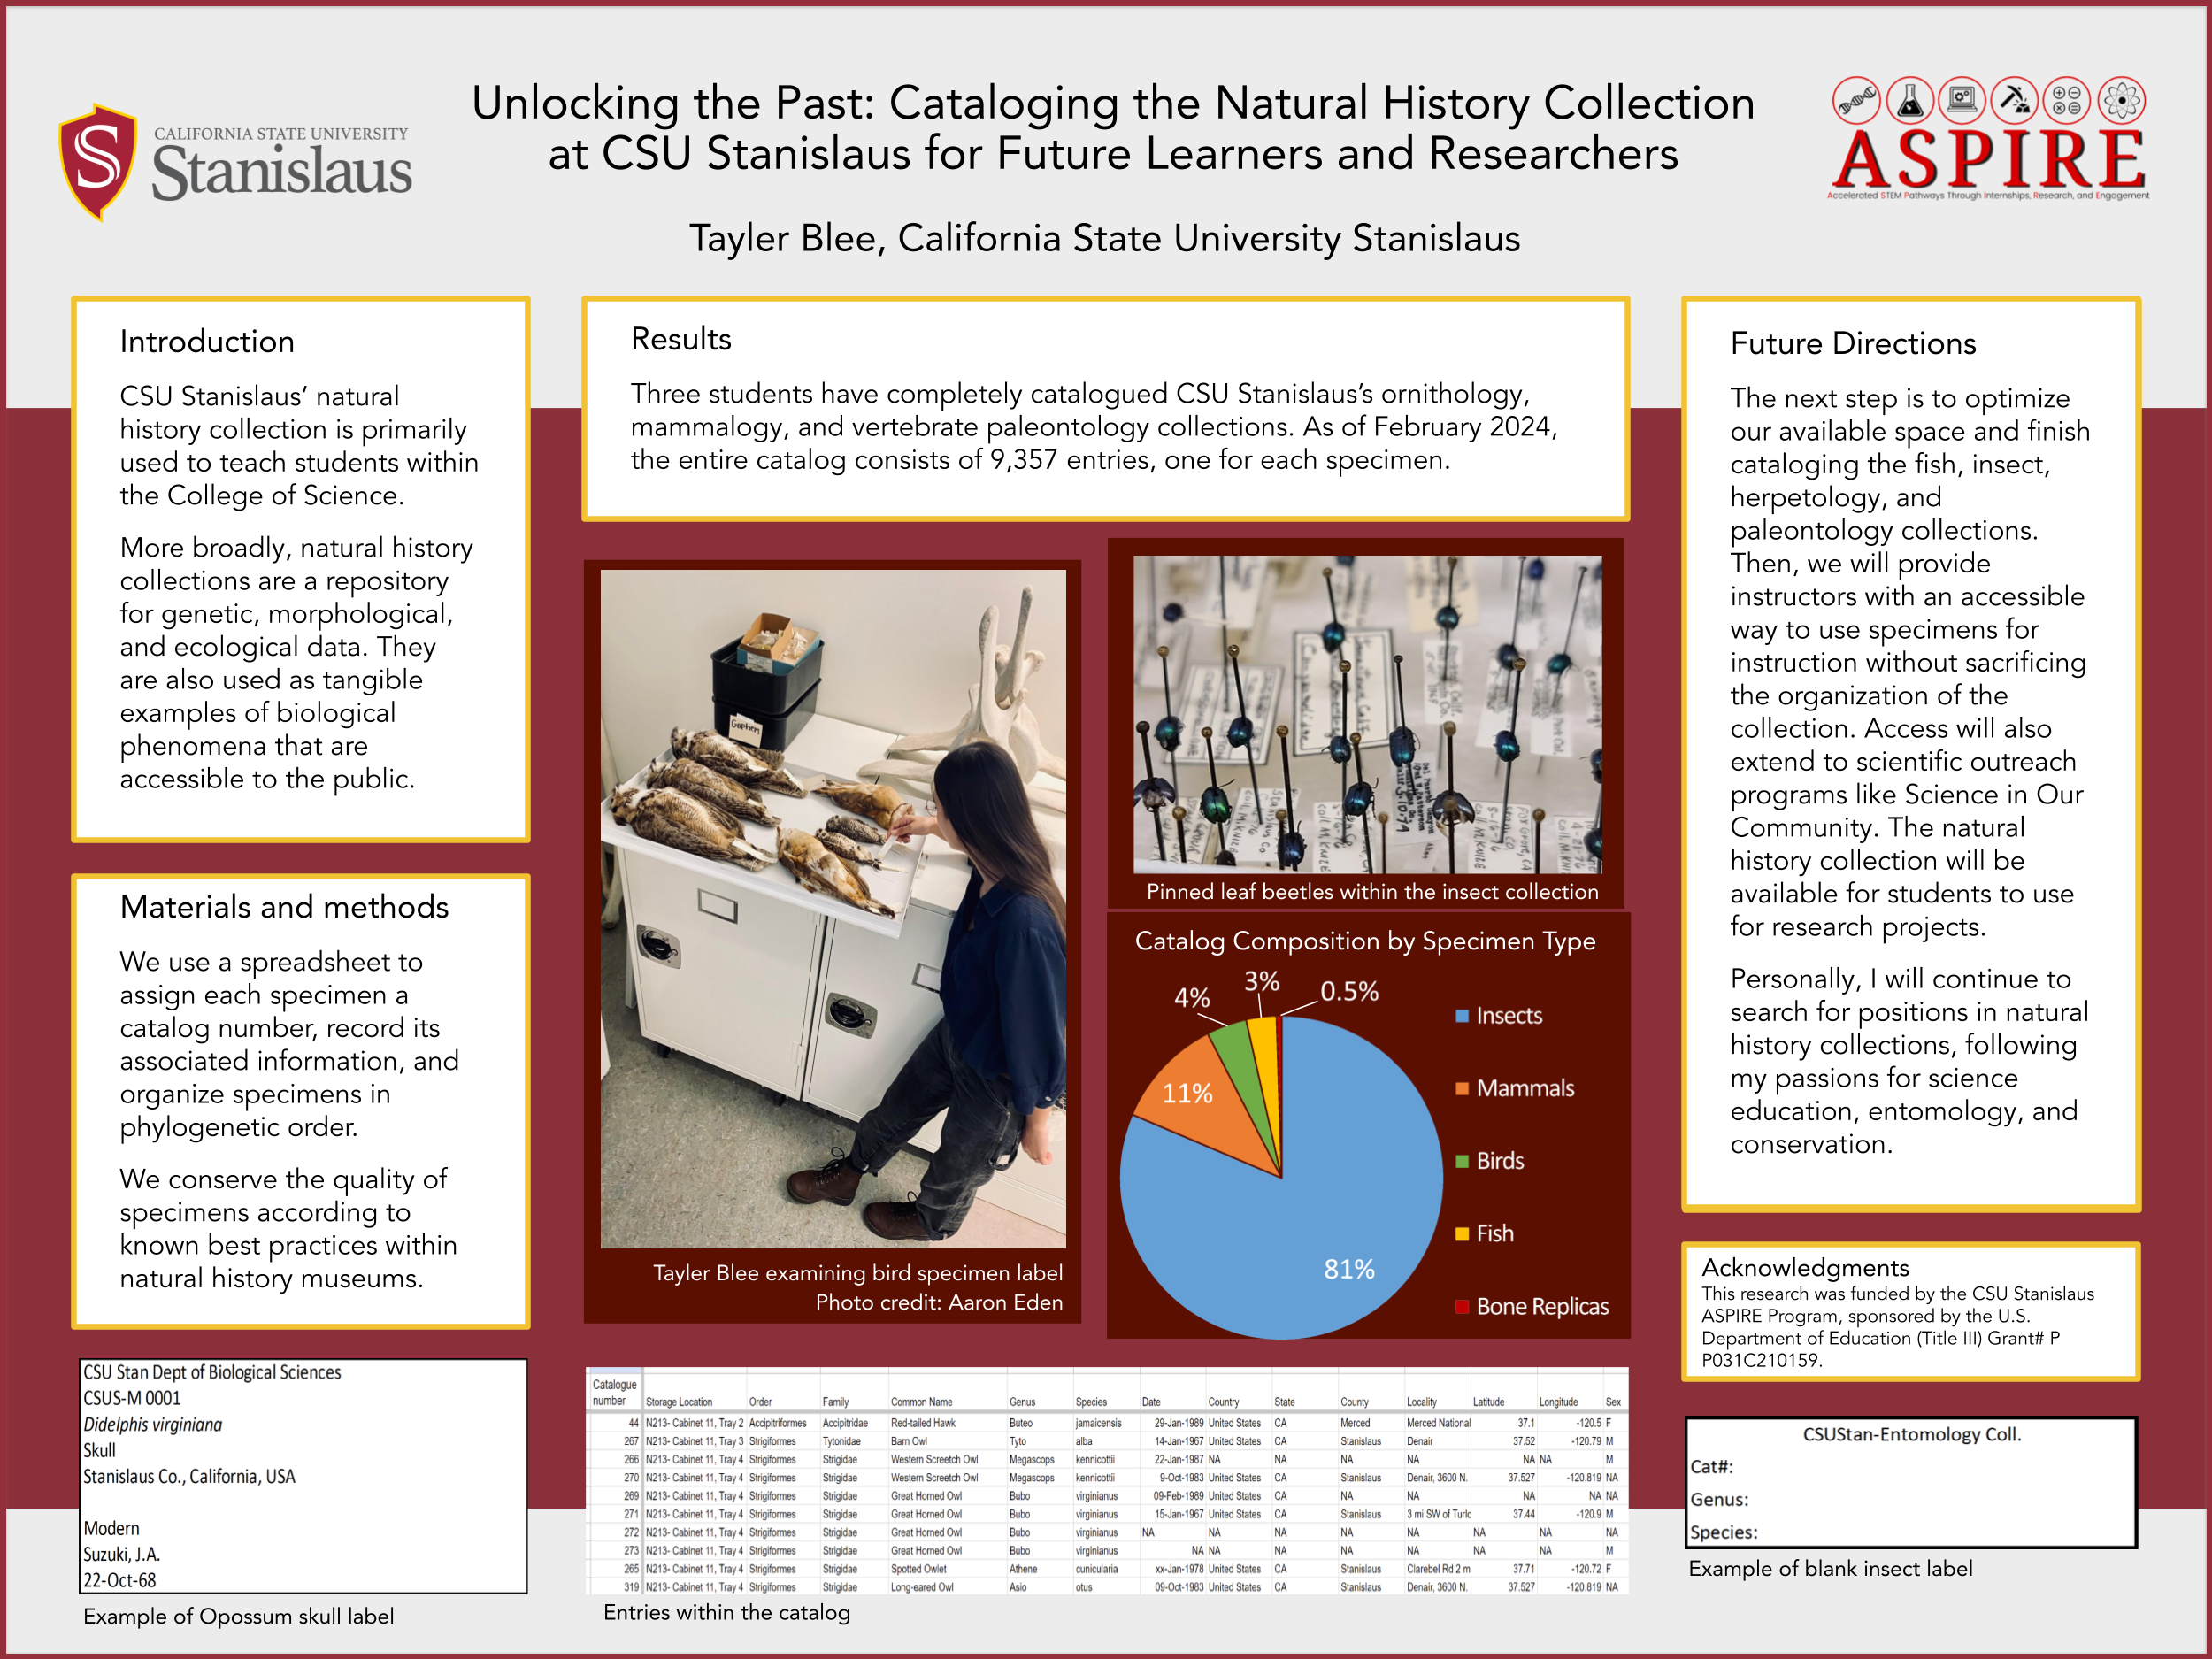 CALIFORNIA STATE UNIVERSITY
Stanislaus
Unlocking the Past: Cataloging the Natural History Collection
at CSU Stanislaus for Future Learners and Researchers
Tayler Blee, California State University Stanislaus
ASPIRE
Accelerated STEM Pathways Through Internships, Research, and Engagement
Introduction
CSU Stanislaus’ natural
history collection is primarily
used to teach students within
the College of Science.
More broadly, natural history
collections are a repository
for genetic, morphological,
and ecological data. They
are also used as tangible
examples of biological
phenomena that are
accessible to the public.
Materials and methods
We use a spreadsheet to
assign each specimen a
catalog number, record its
associated information, and
organize specimens in
phylogenetic order.
We conserve the quality of
specimens according to
known best practices within
natural history museums.
CSU Stan Dept of Biological Sciences
CSUS-M 0001
Didelphis virginiana
Skull
Stanislaus Co., California, USA
Modern
Suzuki, J.A.
22-Oct-68
Example of Opossum skull label
Results
Three students have completely catalogued CSU Stanislaus’s ornithology,
mammalogy, and vertebrate paleontology collections. As of February 2024,
the entire catalog consists of 9,357 entries, one for each specimen.
Gophers
Tayler Blee examining bird specimen label
Photo credit: Aaron Eden
Pinned leaf beetles within the insect collection
Catalog Composition by Specimen Type
4% 3% 0.5%
11%
81%
Insects
Mammals
Birds
Fish
Bone Replicas
Catalogue number Storage Location Order Family Common Name Genus Species Date Country State County Locality Latitude Longitude Sex
44 N213- Cabinet 11, Tray 2 Accipitriformes Accipitridae Red-tailed Hawk Buteo jamaicensis 29-Jan-1989 United States CA Merced Merced National 37.1 -120.5 F
267 N213- Cabinet 11, Tray 3 Strigiformes Tytonidae Barn Owl Tyto alba 14-Jan-1967 United States CA Stanislaus Denair 37.52 -120.79 M
266 N213- Cabinet 11, Tray 4 Strigiformes Strigidae Western Screetch Owl Megascops kennicottii 22-Jan-1987 NA NA NA NA NA NA M
270 N213- Cabinet 11, Tray 4 Strigiformes Strigidae Western Screetch Owl Megascops kennicottii 9-Oct-1983 United States CA Stanislaus Denair, 3600 N. 37.527 -120.819 NA
269 N213- Cabinet 11, Tray 4 Strigiformes Strigidae Great Horned Owl Bubo virginianus 09-Feb-1989 United States CA NA NA NA NA NA
271 N213- Cabinet 11, Tray 4 Strigiformes Strigidae Great Horned Owl Bubo virginianus 15-Jan-1967 United States CA Stanislaus 3 mi SW of Turlc 37.44 -120.9 M
272 N213- Cabinet 11, Tray 4 Strigiformes Strigidae Great Horned Owl Bubo virginianus NA NA NA NA NA NA NA NA
273 N213- Cabinet 11, Tray 4 Strigiformes Strigidae Great Horned Owl Bubo virginianus NA NA NA NA NA NA NA M
265 N213- Cabinet 11, Tray 4 Strigiformes Strigidae Spotted Owlet Athene cunicularia xx-Jan-1978 United States CA Stanislaus Clarebel Rd 2 m 37.71 -120.72 F
319 N213- Cabinet 11, Tray 4 Strigiformes Strigidae Long-eared Owl Asio otus 09-Oct-1983 United States CA Stanislaus Denair, 3600 N. 37.527 -120.819 NA
Entries within the catalog
Future Directions
The next step is to optimize
our available space and finish
cataloging the fish, insect,
herpetology, and
paleontology collections.
Then, we will provide
instructors with an accessible
way to use specimens for
instruction without sacrificing
the organization of the
collection. Access will also
extend to scientific outreach
programs like Science in Our
Community. The natural
history collection will be
available for students to use
for research projects.
Personally, I will continue to
search for positions in natural
history collections, following
my passions for science
education, entomology, and
conservation.
Acknowledgments
This research was funded by the CSU Stanislaus
ASPIRE Program, sponsored by the U.S.
Department of Education (Title III) Grant# P
P031C210159.
CSUStan-Entomology Coll.
Cat#:
Genus:
Species:
Example of blank insect label